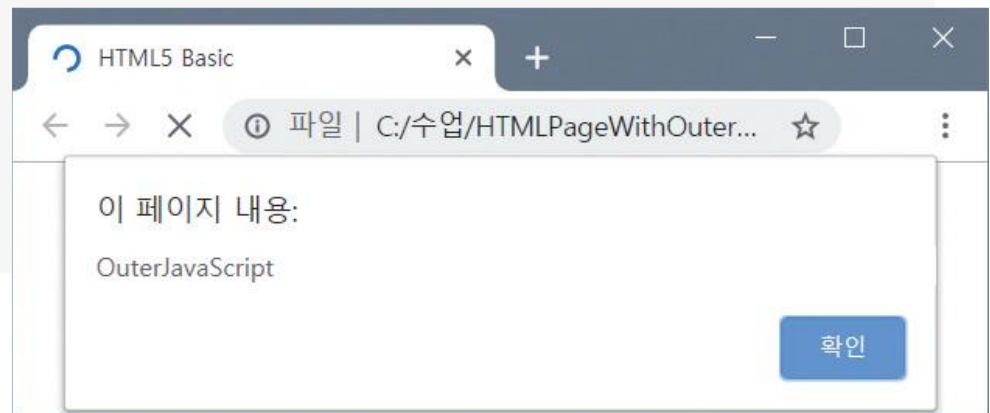 HTML5 Basic
파일 | C:/수업/HTMLPageWithOuter...
이 페이지 내용:
OuterJavaScript
확인